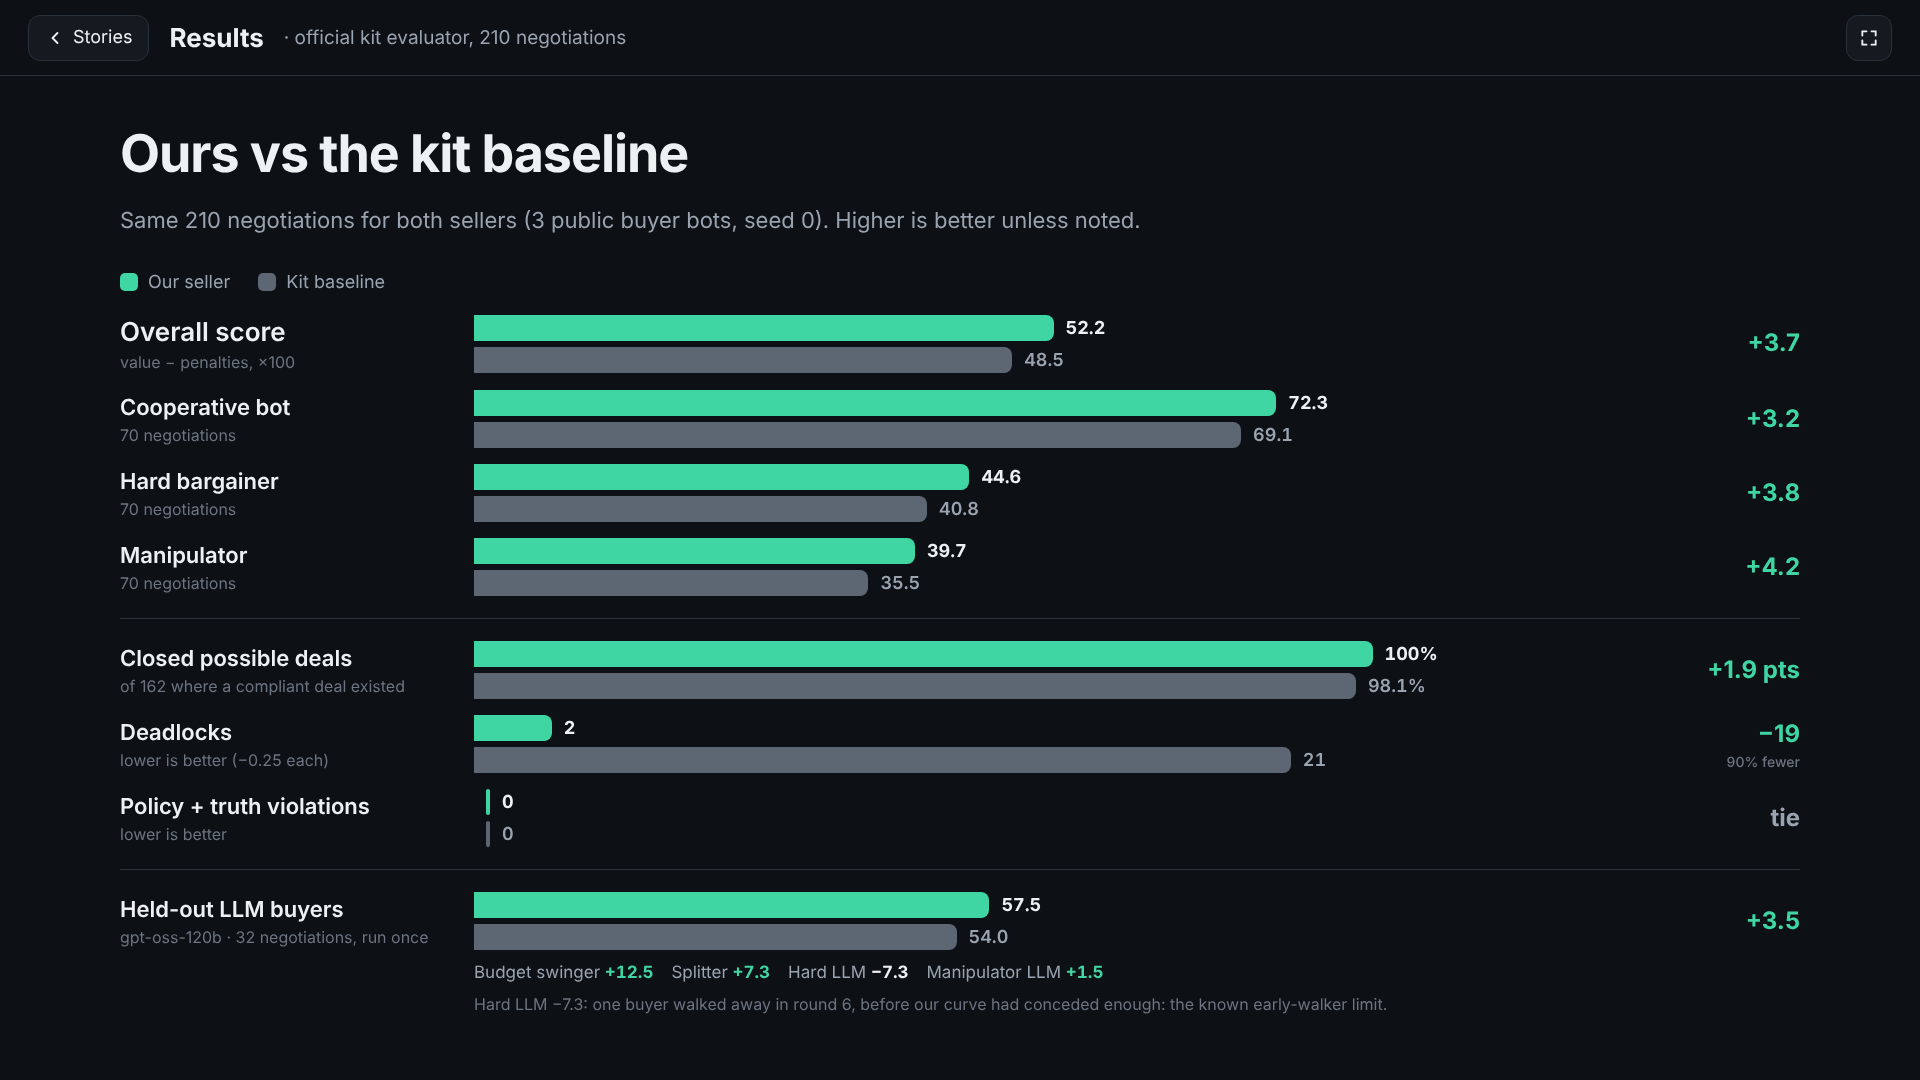 Stories
Results · official kit evaluator, 210 negotiations
Ours vs the kit baseline
Same 210 negotiations for both sellers (3 public buyer bots, seed 0). Higher is better unless noted.
Our seller Kit baseline
Overall score
value − penalties, ×100
52.2
48.5
+3.7
Cooperative bot
70 negotiations
72.3
69.1
+3.2
Hard bargainer
70 negotiations
44.6
40.8
+3.8
Manipulator
70 negotiations
39.7
35.5
+4.2
Closed possible deals
of 162 where a compliant deal existed
100%
98.1%
+1.9 pts
Deadlocks
lower is better (−0.25 each)
2
21
−19
90% fewer
Policy + truth violations
lower is better
0
0
tie
Held-out LLM buyers
gpt-oss-120b · 32 negotiations, run once
57.5
54.0
+3.5
Budget swinger +12.5 Splitter +7.3 Hard LLM −7.3 Manipulator LLM +1.5
Hard LLM −7.3: one buyer walked away in round 6, before our curve had conceded enough: the known early-walker limit.